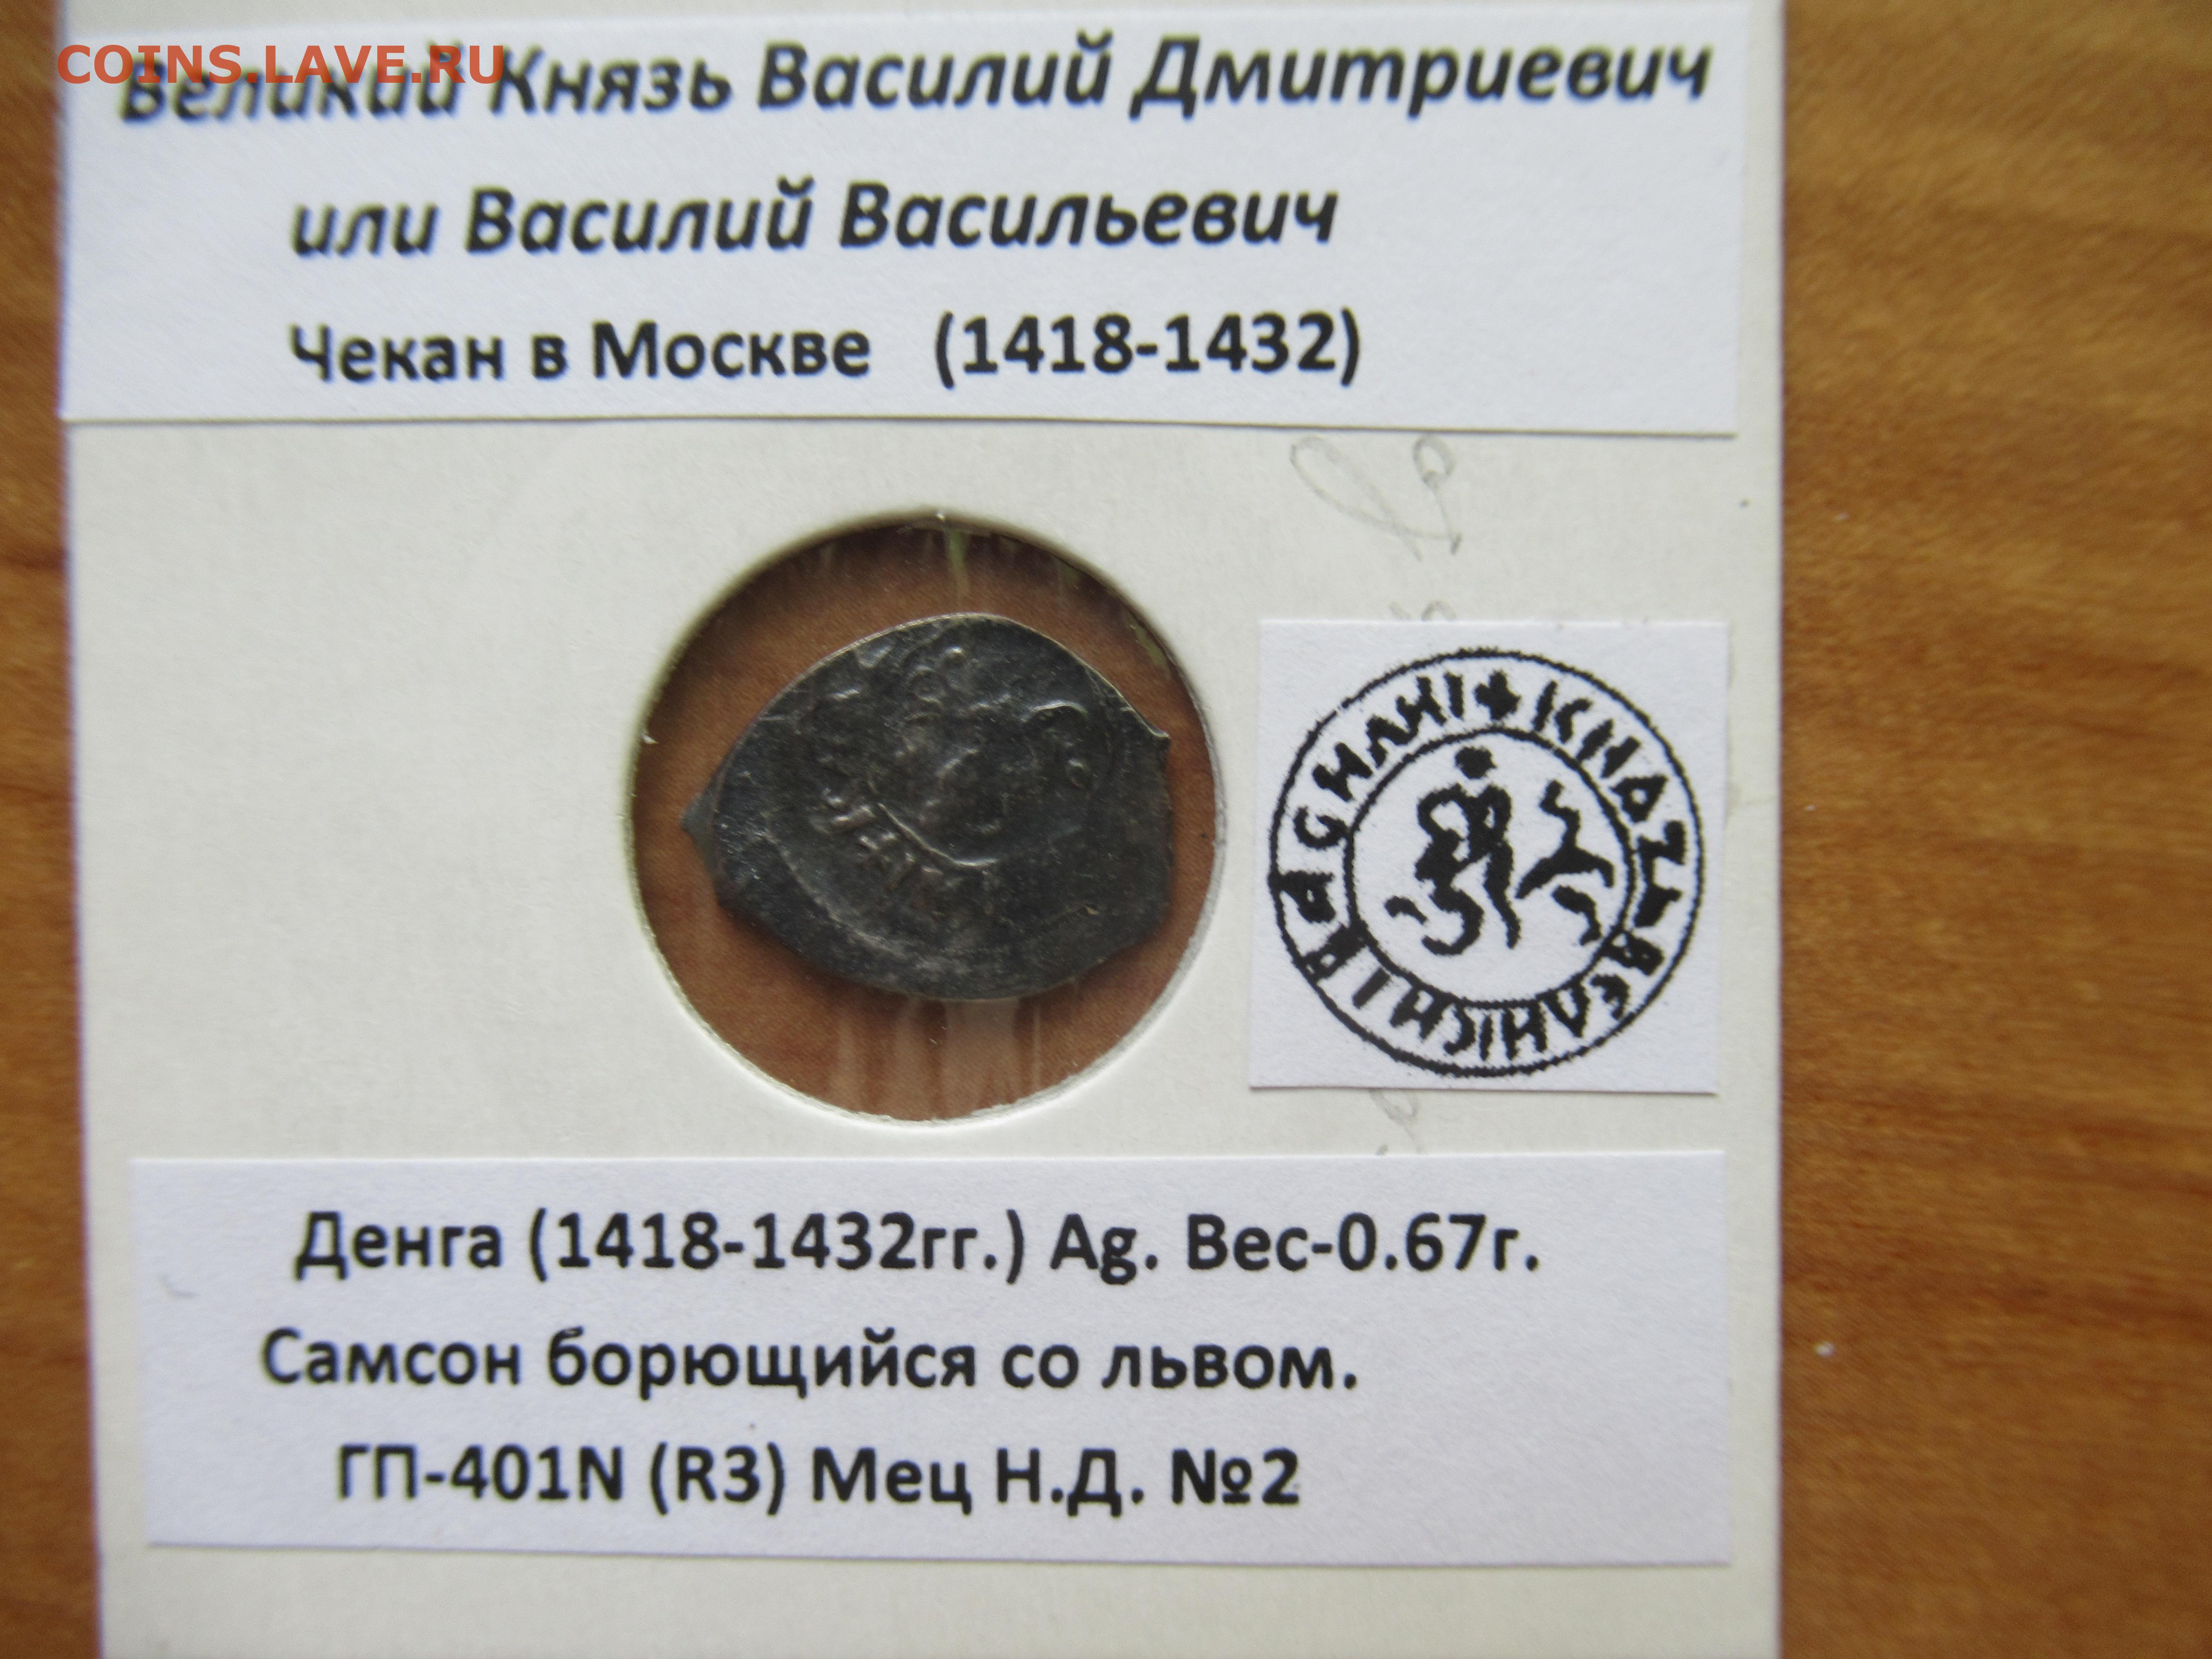 COINS.LAVE.RU
Великий Князь Василий Дмитриевич
или Василий Васильевич
Чекан в Москве (1418-1432)
Денга (1418-1432гг.) Ag. Вес-0.67г.
Самсон борющийся со львом.
ГП-401N (R3) Мец Н.Д. №2